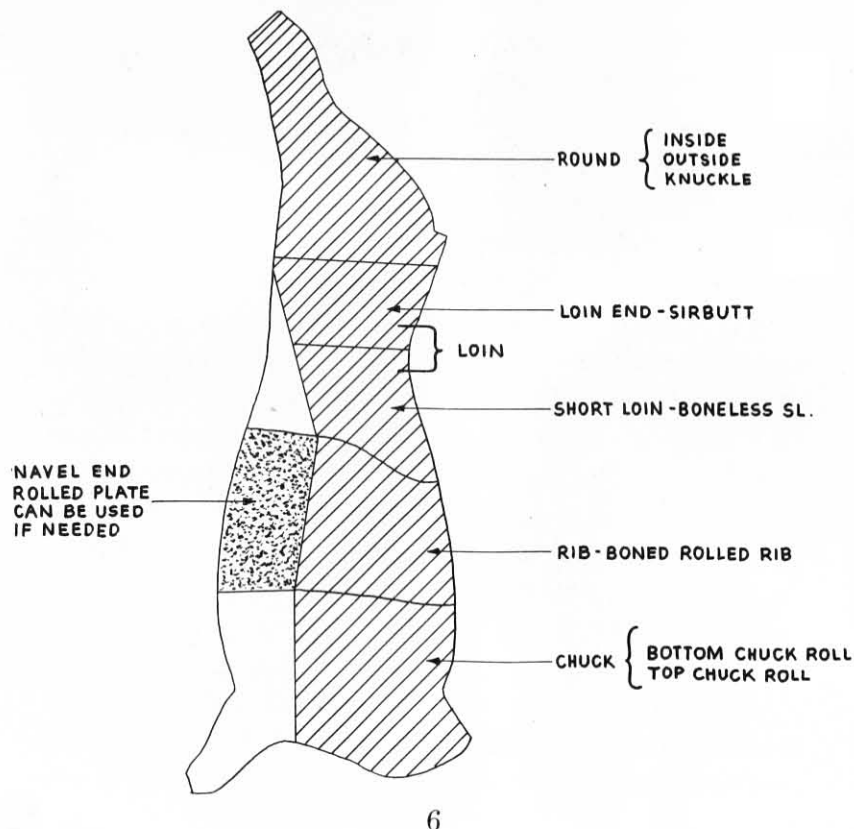 ROUND { INSIDE
OUTSIDE
KNUCKLE
LOIN END - SIRBUTT
LOIN
SHORT LOIN - BONELESS SL.
NAVEL END
ROLLED PLATE
CAN BE USED
IF NEEDED
RIB - BONED ROLLED RIB
CHUCK { BOTTOM CHUCK ROLL
TOP CHUCK ROLL
6